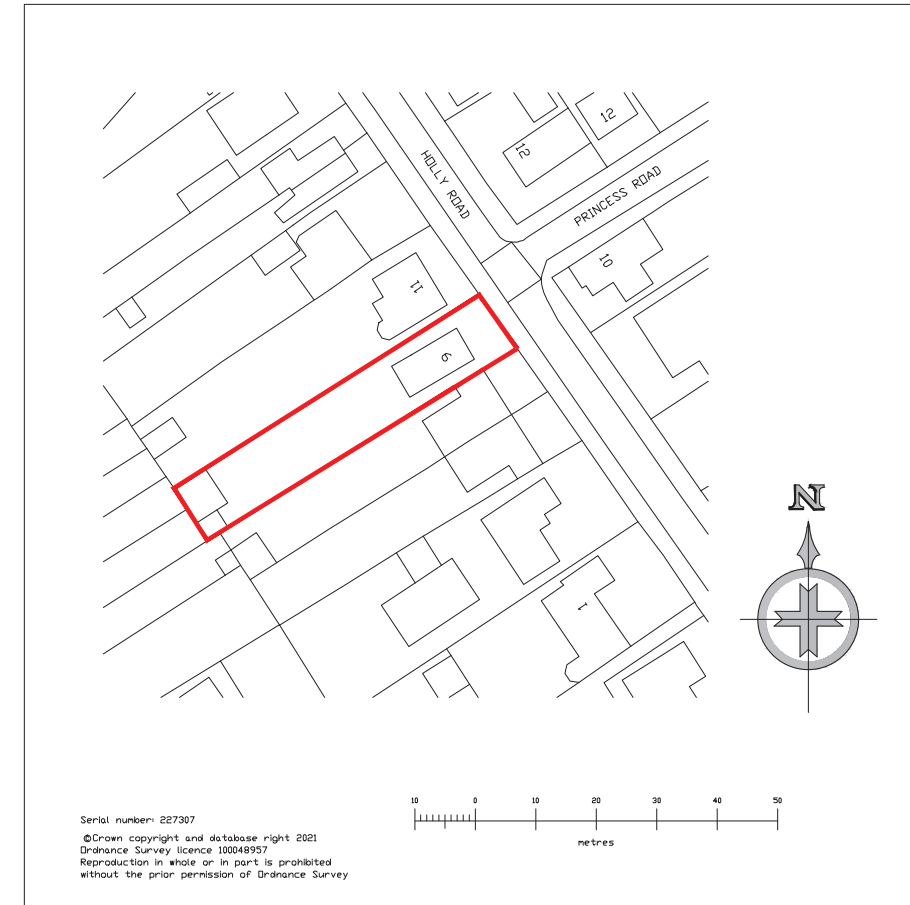 12
12
HOLLY ROAD
PRINCESS ROAD
10
11
9
N
1
10 0 10 20 30 40 50
metres
Serial number: 227307
©Crown copyright and database right 2021
Ordnance Survey licence 100048957
Reproduction in whole or in part is prohibited
without the prior permission of Ordnance Survey